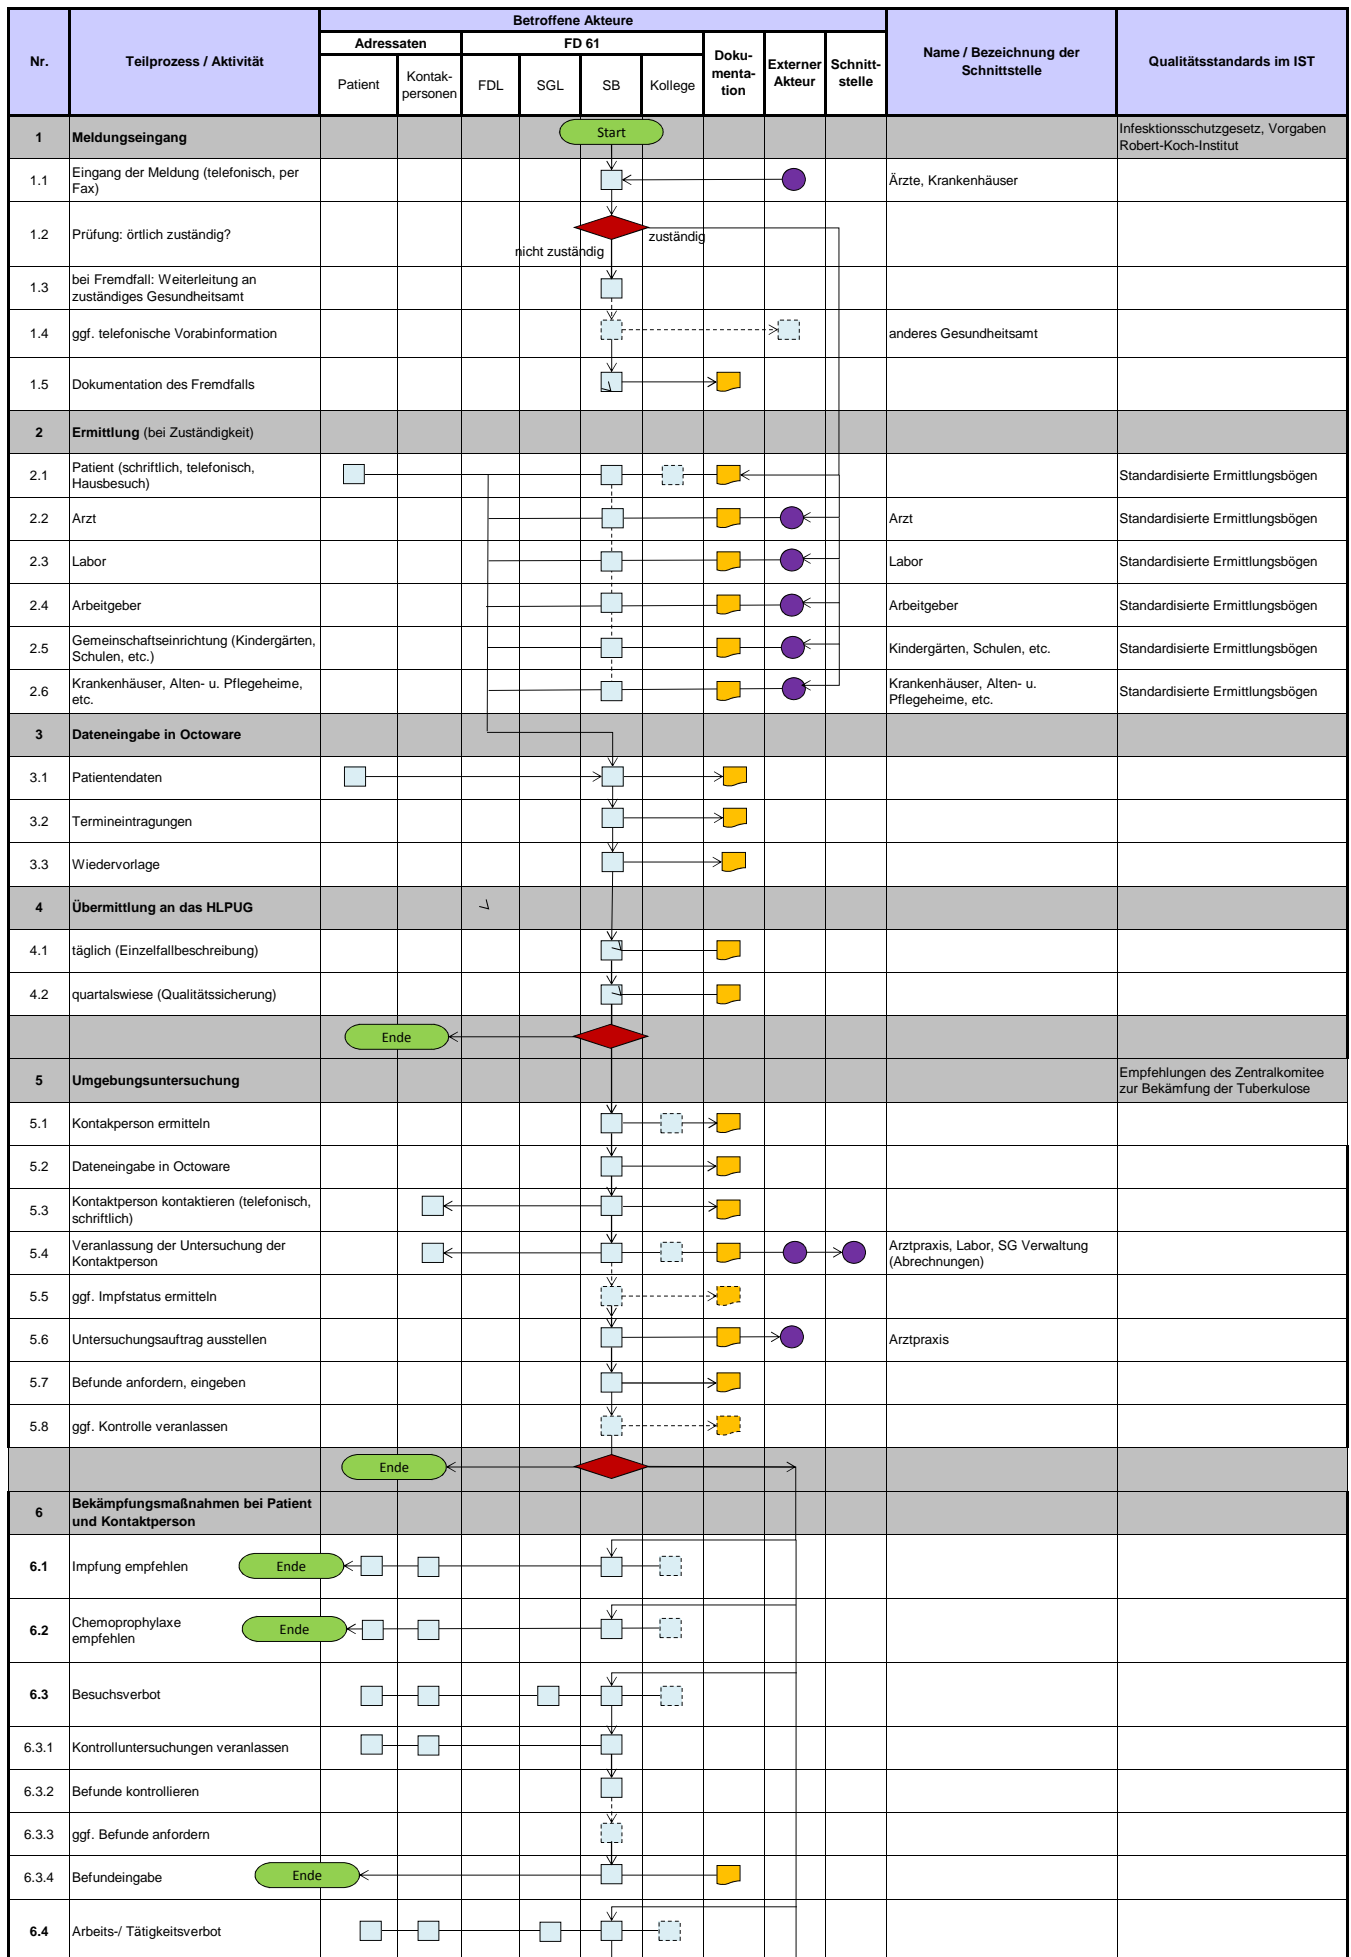 Betroffene Akteure
Nr.
Teilprozess / Aktivität
Adressaten
FD 61
Doku-
menta-
tion
Externer
Akteur
Schnitt-
stelle
Name / Bezeichnung der
Schnittstelle
Qualitätsstandards im IST
Patient
Kontak-
personen
FDL
SGL
SB
Kollege
1
Meldungseingang
Start
Infesktionsschutzgesetz, Vorgaben
Robert-Koch-Institut
1.1
Eingang der Meldung (telefonisch, per
Fax)
Ärzte, Krankenhäuser
1.2
Prüfung: örtlich zuständig?
zuständig
nicht zuständig
1.3
bei Fremdfall: Weiterleitung an
zuständiges Gesundheitsamt
1.4
ggf. telefonische Vorabinformation
anderes Gesundheitsamt
1.5
Dokumentation des Fremdfalls
2
Ermittlung (bei Zuständigkeit)
2.1
Patient (schriftlich, telefonisch,
Hausbesuch)
Standardisierte Ermittlungsbögen
2.2
Arzt
Arzt
Standardisierte Ermittlungsbögen
2.3
Labor
Labor
Standardisierte Ermittlungsbögen
2.4
Arbeitgeber
Arbeitgeber
Standardisierte Ermittlungsbögen
2.5
Gemeinschaftseinrichtung (Kindergärten,
Schulen, etc.)
Kindergärten, Schulen, etc.
Standardisierte Ermittlungsbögen
2.6
Krankenhäuser, Alten- u. Pflegeheime,
etc.
Krankenhäuser, Alten- u.
Pflegeheime, etc.
Standardisierte Ermittlungsbögen
3
Dateneingabe in Octoware
3.1
Patientendaten
3.2
Termineintragungen
3.3
Wiedervorlage
4
Übermittlung an das HLPUG
4.1
täglich (Einzelfallbeschreibung)
4.2
quartalswiese (Qualitätssicherung)
Ende
5
Umgebungsuntersuchung
Empfehlungen des Zentralkomitee
zur Bekämfung der Tuberkulose
5.1
Kontakperson ermitteln
5.2
Dateneingabe in Octoware
5.3
Kontaktperson kontaktieren (telefonisch,
schriftlich)
5.4
Veranlassung der Untersuchung der
Kontaktperson
Arztpraxis, Labor, SG Verwaltung
(Abrechnungen)
5.5
ggf. Impfstatus ermitteln
5.6
Untersuchungsauftrag ausstellen
Arztpraxis
5.7
Befunde anfordern, eingeben
5.8
ggf. Kontrolle veranlassen
Ende
6
Bekämpfungsmaßnahmen bei Patient
und Kontaktperson
6.1
Impfung empfehlen
Ende
6.2
Chemoprophylaxe
empfehlen
Ende
6.3
Besuchsverbot
6.3.1
Kontrolluntersuchungen veranlassen
6.3.2
Befunde kontrollieren
6.3.3
ggf. Befunde anfordern
6.3.4
Befundeingabe
Ende
6.4
Arbeits-/ Tätigkeitsverbot